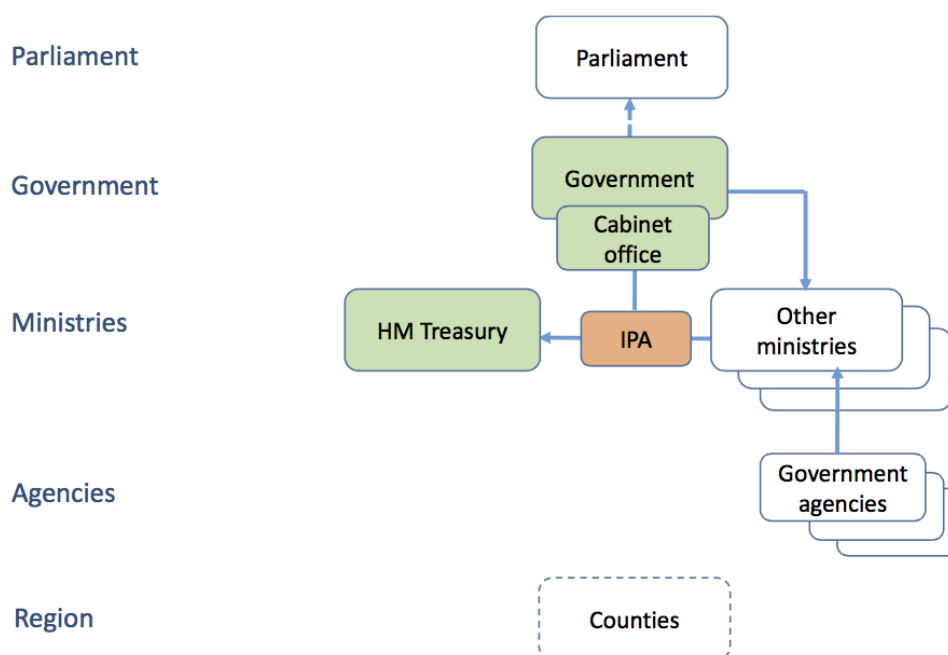 Parliament
Parliament
Government
Government
Cabinet
office
Ministries
HM Treasury
IPA
Other
ministries
Agencies
Government
agencies
Region
Counties